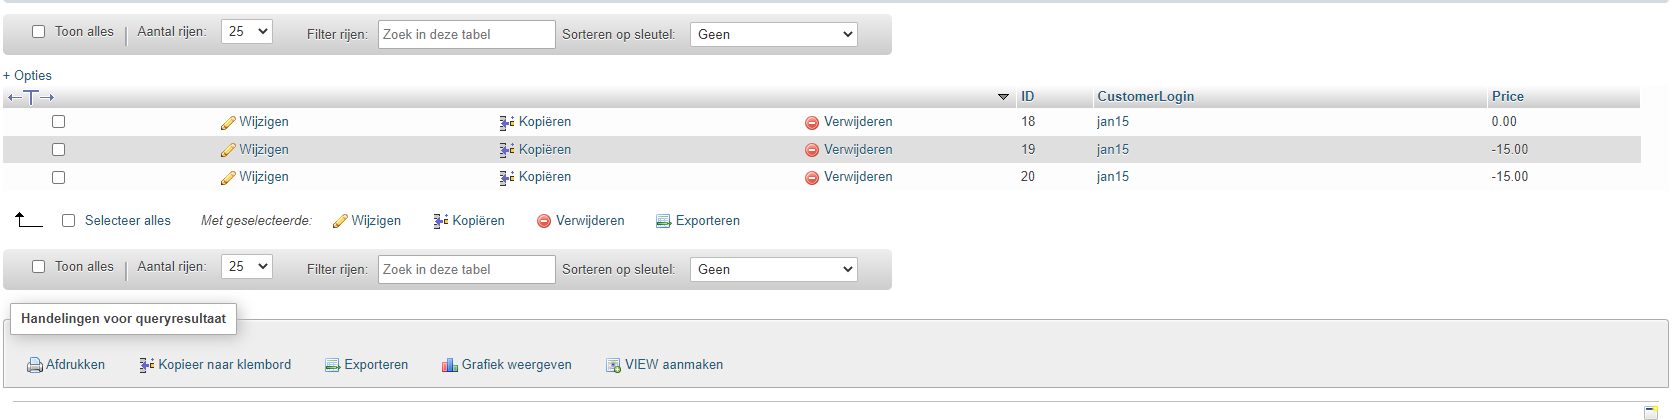 Toon alles Aantal rijen: 25 Filter rijen: Zoek in deze tabel Sorteren op sleutel: Geen
+ Opties
ID CustomerLogin Price
Wijzigen Kopiëren Verwijderen 18 jan15 0.00
Wijzigen Kopiëren Verwijderen 19 jan15 -15.00
Wijzigen Kopiëren Verwijderen 20 jan15 -15.00
Selecteer alles Met geselecteerde: Wijzigen Kopiëren Verwijderen Exporteren
Toon alles Aantal rijen: 25 Filter rijen: Zoek in deze tabel Sorteren op sleutel: Geen
Handelingen voor queryresultaat
Afdrukken Kopieer naar klembord Exporteren Grafiek weergeven VIEW aanmaken